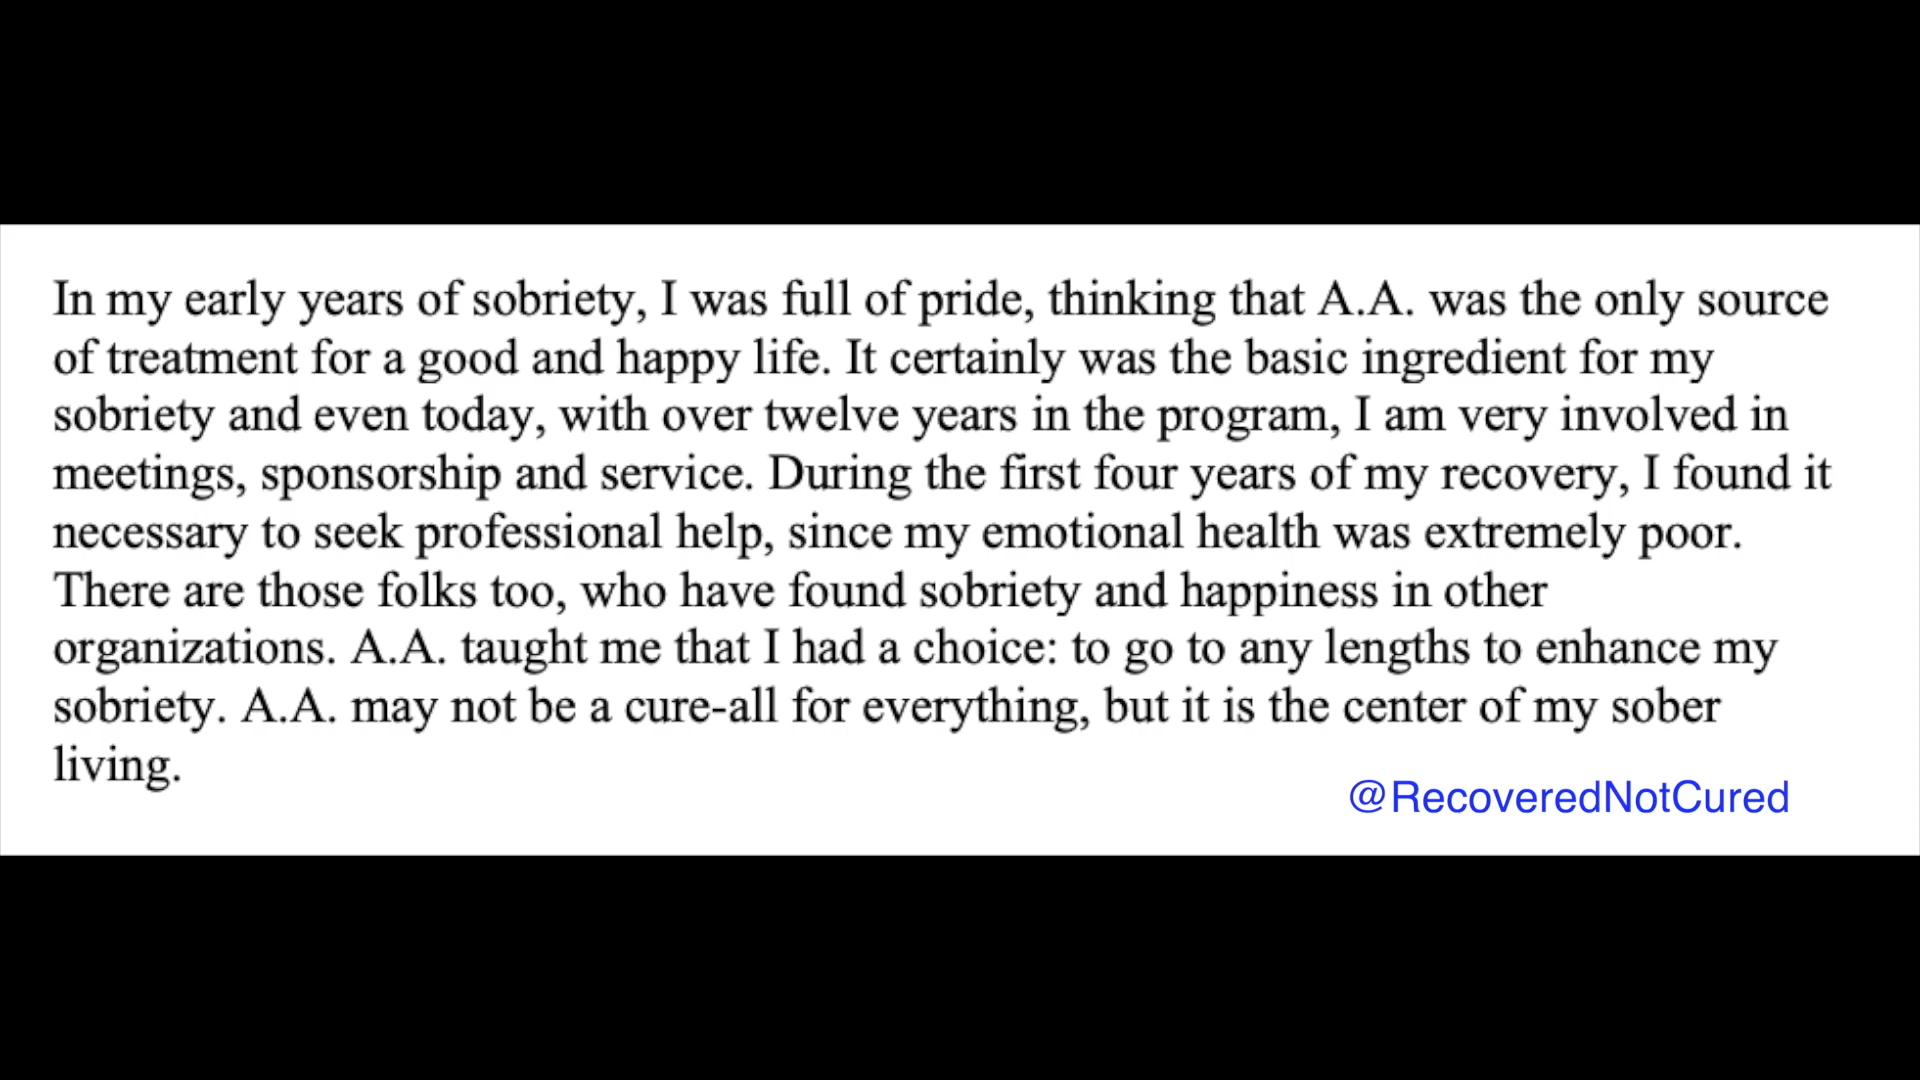 In my early years of sobriety, I was full of pride, thinking that A.A. was the only source
of treatment for a good and happy life. It certainly was the basic ingredient for my
sobriety and even today, with over twelve years in the program, I am very involved in
meetings, sponsorship and service. During the first four years of my recovery, I found it
necessary to seek professional help, since my emotional health was extremely poor.
There are those folks too, who have found sobriety and happiness in other
organizations. A.A. taught me that I had a choice: to go to any lengths to enhance my
sobriety. A.A. may not be a cure-all for everything, but it is the center of my sober
living.
@RecoveredNotCured